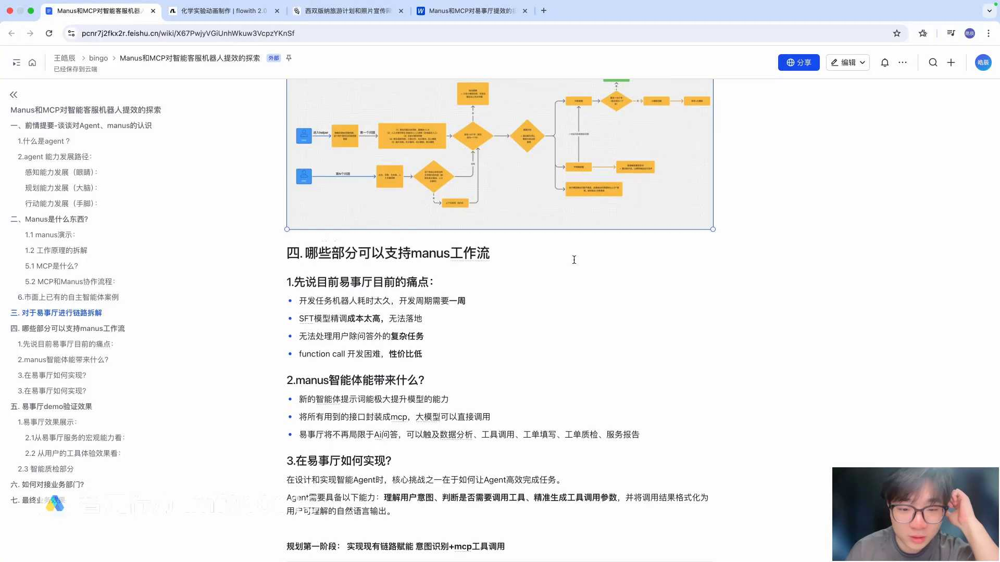 Manus和MCP对智能客服机器人
化学实验动画制作 | flowith 2.0
西双版纳旅游计划和照片宣传网
Manus和MCP对易事厅提效的探
pcnr7j2fkx2r.feishu.cn/wiki/X67PwjyVGiUnhWkuw3VcpzYKnSf
皓辰
王皓辰 > bingo > Manus和MCP对智能客服机器人提效的探索 外部
已经保存到云端
分享
编辑
皓辰
Manus和MCP对智能客服机器人提效的探索
一、前情提要-谈谈对Agent、manus的认识
1.什么是agent？
2.agent 能力发展路径：
感知能力发展（眼睛）：
规划能力发展（大脑）：
行动能力发展（手脚）：
二、Manus是什么东西?
1.1 manus演示：
1.2 工作原理的拆解
5.1 MCP是什么?
5.2 MCP和Manus协作流程：
6.市面上已有的自主智能体案例
三. 对于易事厅进行链路拆解
四. 哪些部分可以支持manus工作流
1.先说目前易事厅目前的痛点：
2.manus智能体能带来什么?
3.在易事厅如何实现?
3.在易事厅如何实现?
五. 易事厅demo验证效果
1.易事厅效果展示：
2.1从易事厅服务的宏观能力看：
2.2 从用户的工具体验效果看：
2.3 智能质检部分
六. 如何对接业务部门?
七. 最终业务效果
进入helper
第一个问题
第N个问题
四. 哪些部分可以支持manus工作流
1.先说目前易事厅目前的痛点：
开发任务机器人耗时太久，开发周期需要一周
SFT模型精调成本太高，无法落地
无法处理用户除问答外的复杂任务
function call 开发困难，性价比低
2.manus智能体能带来什么?
新的智能体提示词能极大提升模型的能力
将所有用到的接口封装成mcp，大模型可以直接调用
易事厅将不再局限于Ai问答，可以触及数据分析、工具调用、工单填写、工单质检、服务报告
3.在易事厅如何实现?
在设计和实现智能Agent时，核心挑战之一在于如何让Agent高效完成任务。
Agent需要具备以下能力：理解用户意图、判断是否需要调用工具、精准生成工具调用参数，并将调用结果格式化为
用户可理解的自然语言输出。
规划第一阶段： 实现现有链路赋能 意图识别+mcp工具调用